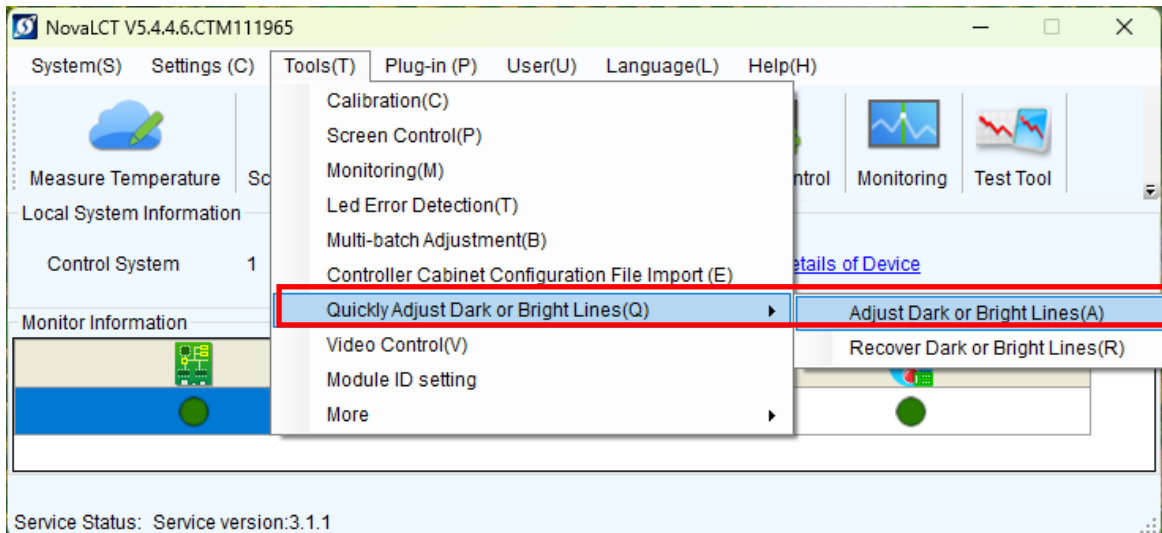 NovaLCT V5.4.4.6.CTM111965
System(S) Settings (C) Tools(T) Plug-in (P) User(U) Language(L) Help(H)
Calibration(C)
Screen Control(P)
Monitoring(M)
Led Error Detection(T)
Multi-batch Adjustment(B)
Controller Cabinet Configuration File Import (E)
Quickly Adjust Dark or Bright Lines(Q)
Video Control(V)
Module ID setting
More
Adjust Dark or Bright Lines(A)
Recover Dark or Bright Lines(R)
Measure Temperature Sc ntrol Monitoring Test Tool
Local System Information
Control System 1 etails of Device
Monitor Information
Service Status: Service version:3.1.1